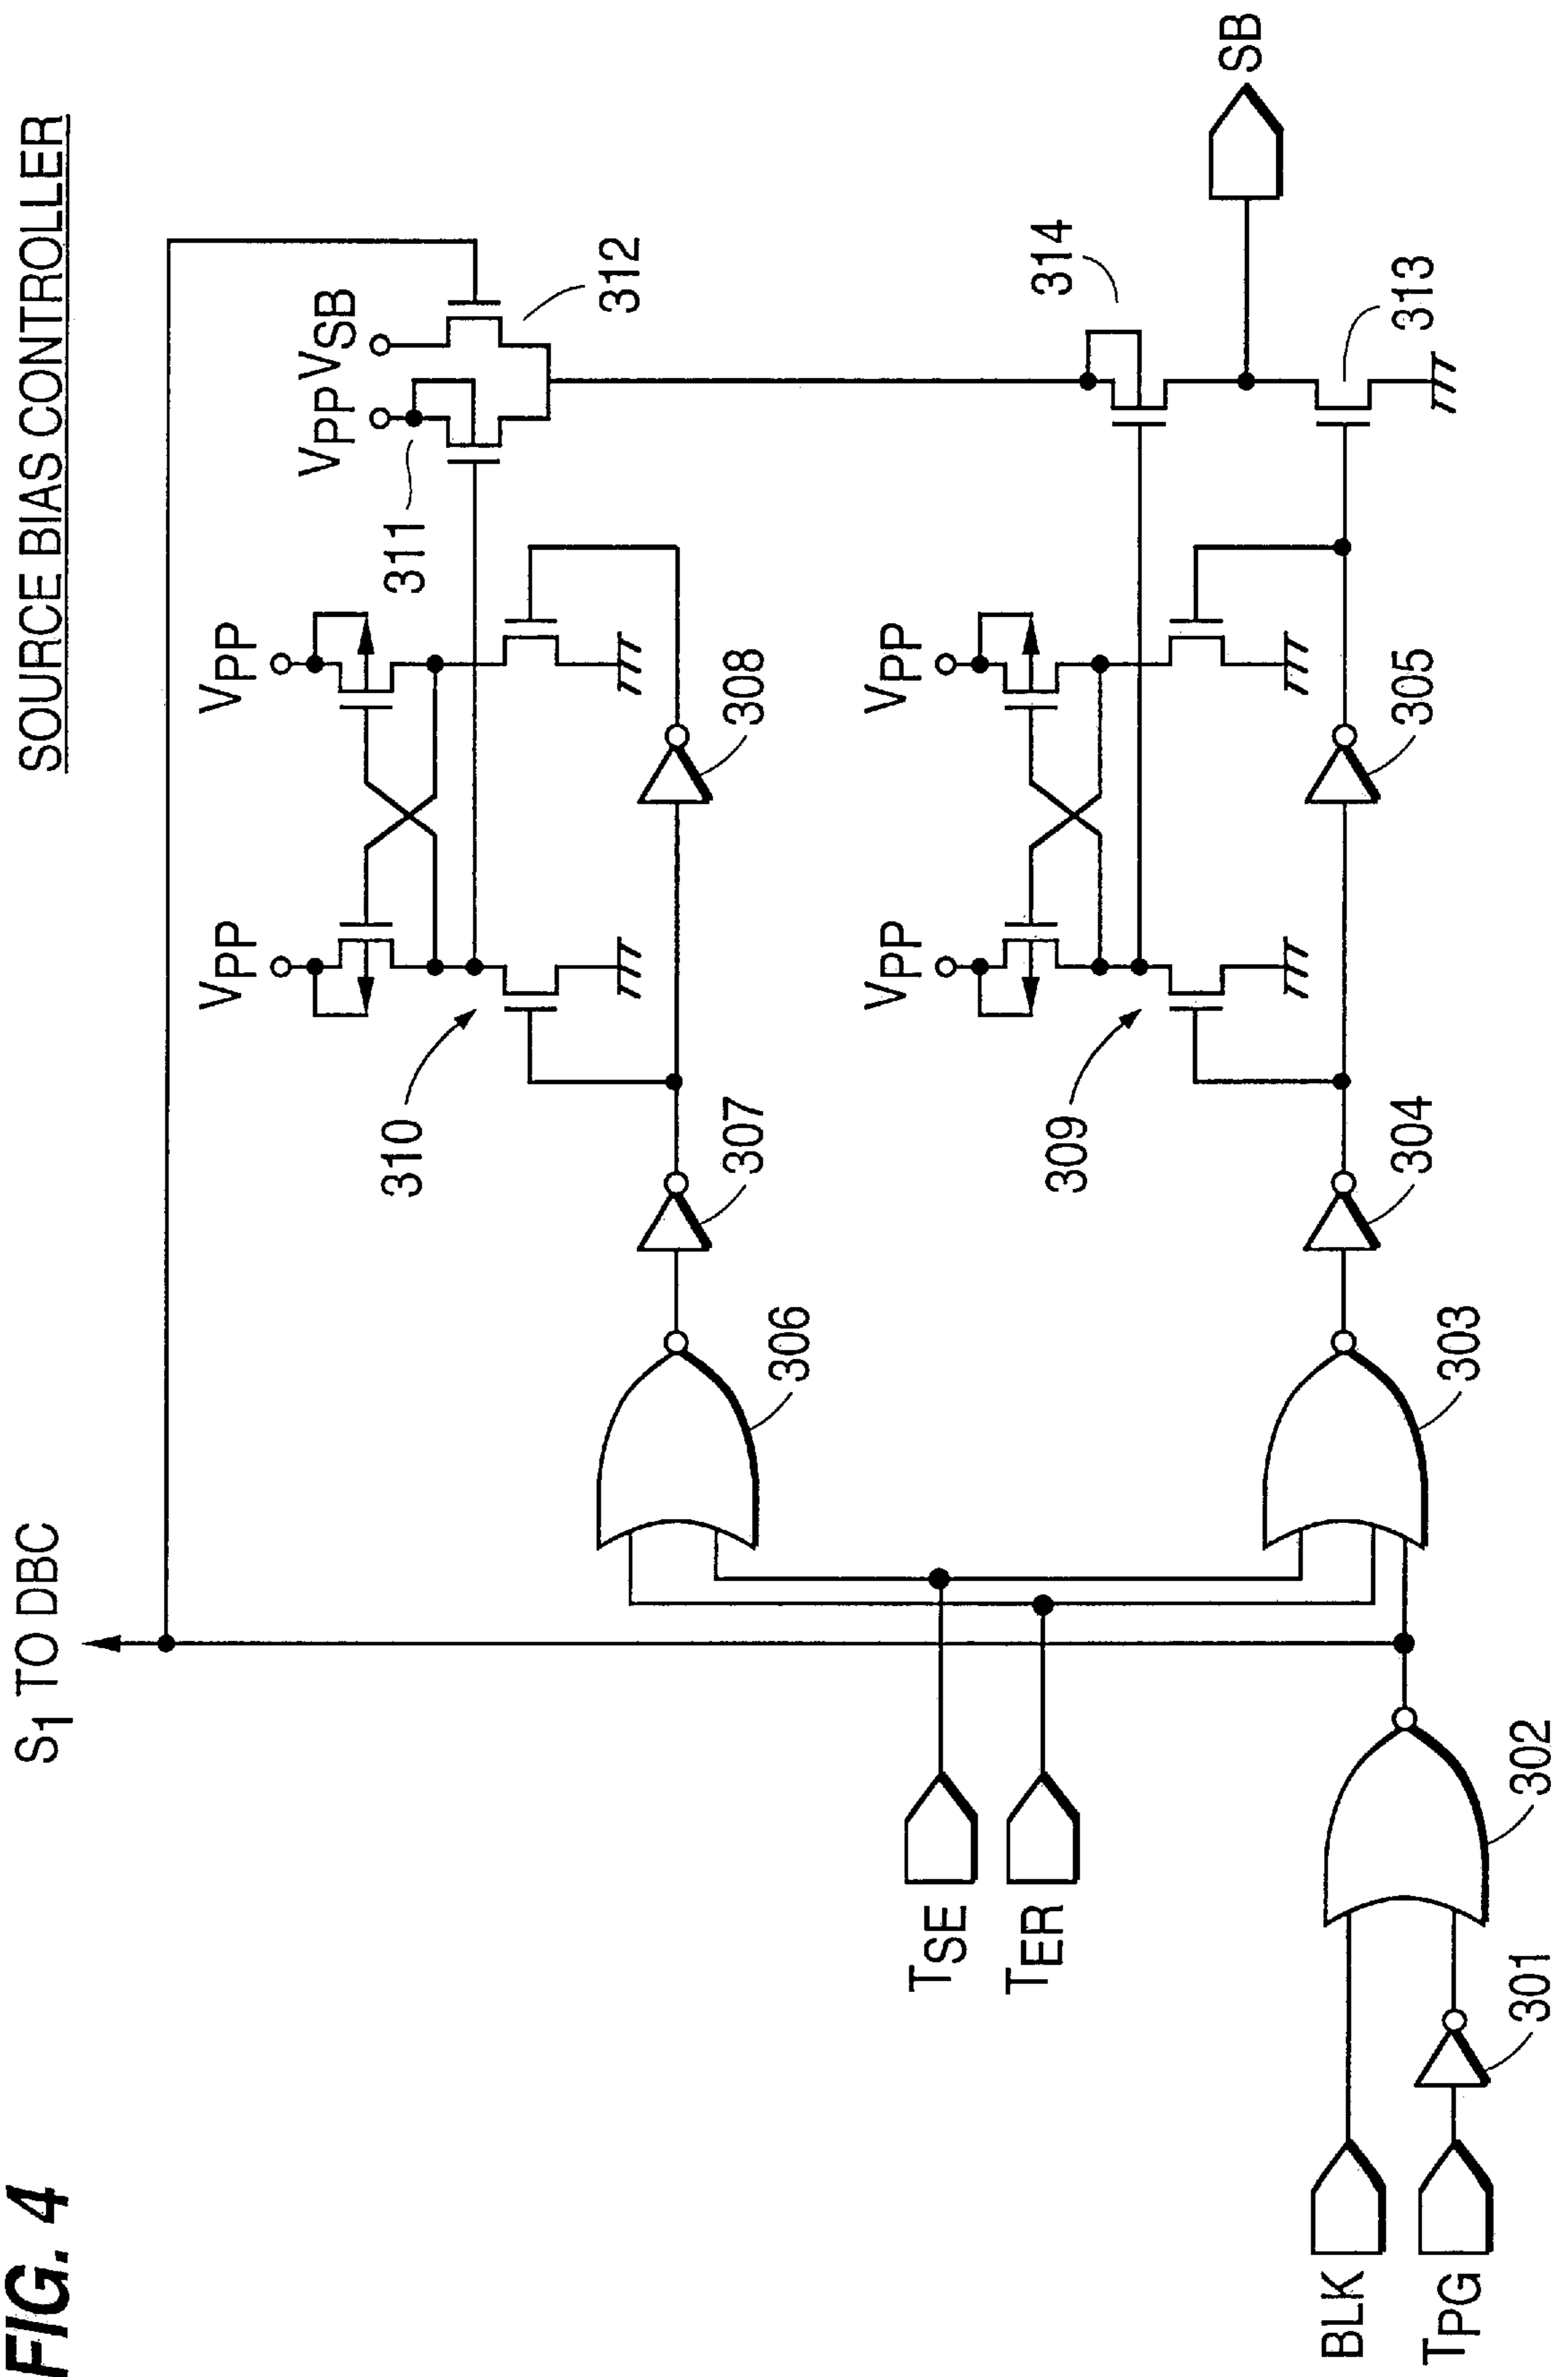 FIG. 4
SOURCE BIAS CONTROLLER
S1 TO DBC
VPP
VPP
VPP
VSB
311
312
310
307
308
306
VPP
VPP
314
SB
309
304
305
313
303
TSE
TER
302
301
BLK
TPG